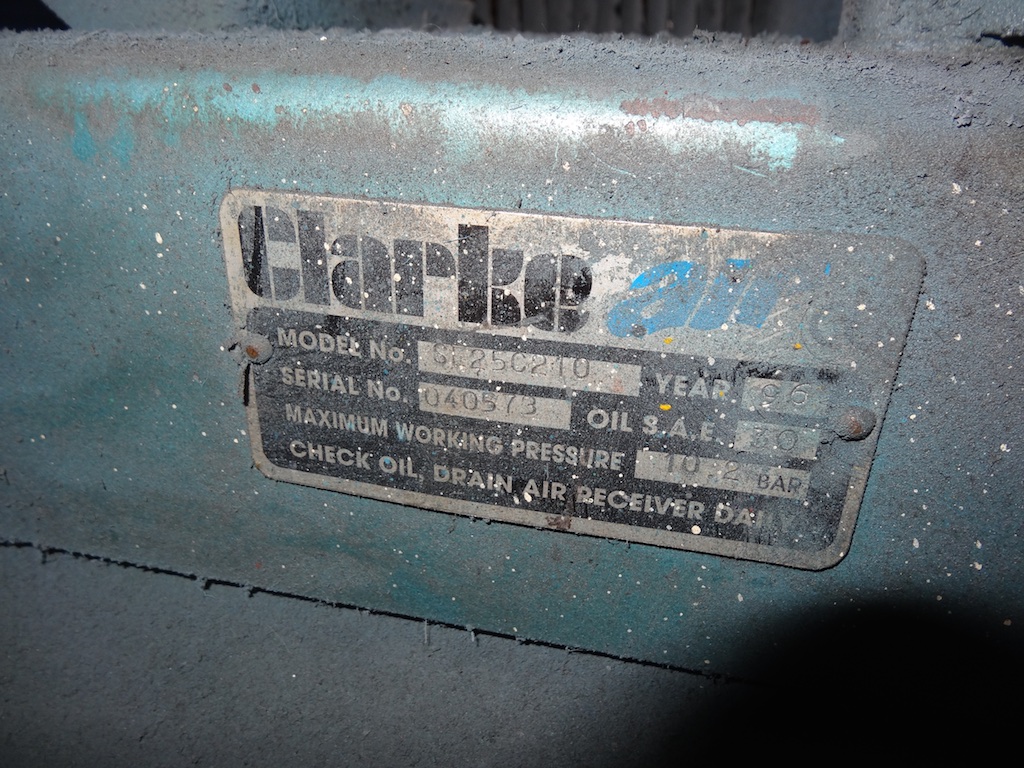 Clarke air
MODEL No. SE25C210 YEAR. 96
SERIAL No. 040573 OIL S.A.E. 30
MAXIMUM WORKING PRESSURE 10.2 BAR
CHECK OIL, DRAIN AIR RECEIVER DAILY.